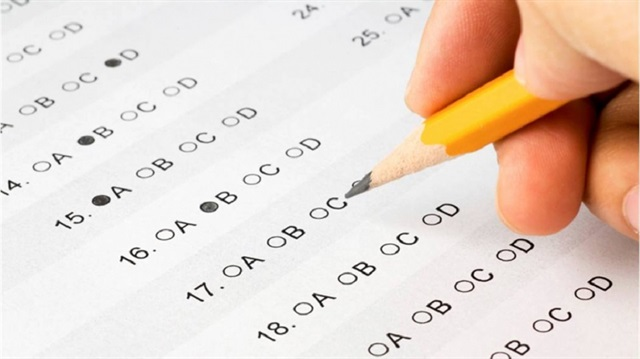 ○C ○D
A ○B ○C ●D
14. ○A ●B ○C ○D
15. ●A ○B ○C ○D
16. ○A ●B ○C ○D
17. ○A ○B ○C
18. ○A ○B ○C ○D
○A ○B ○C ○D
○B ○C ○D
24.
25. ○A